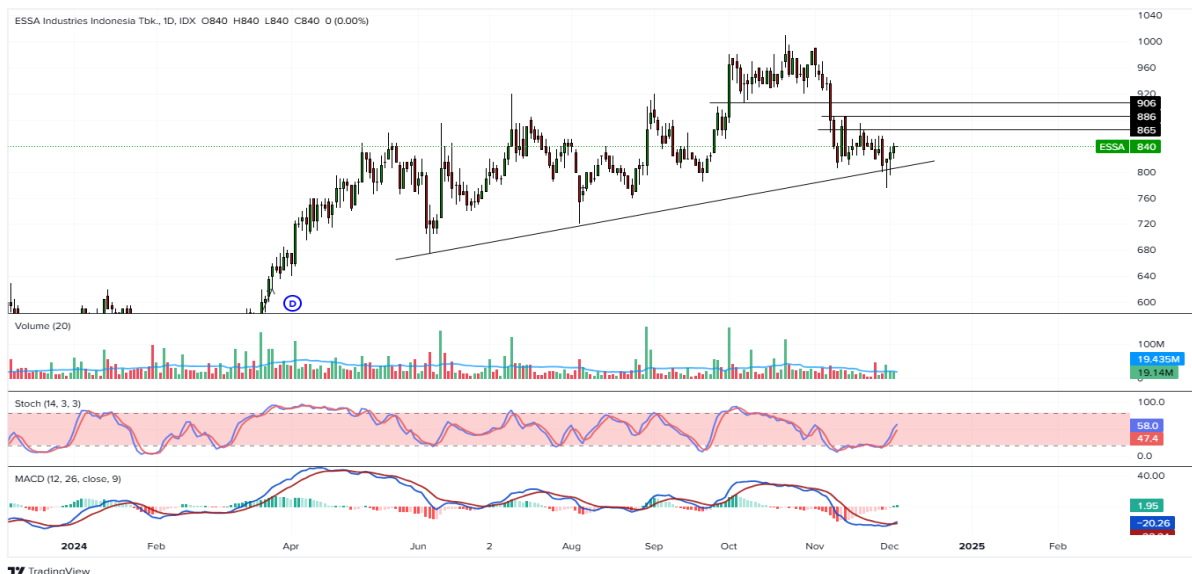 ESSA Industries Indonesia Tbk., 1D, IDX O840 H840 L840 C840 0 (0.00%)
1040
1000
960
920
906
886
865
ESSA 840
800
760
720
680
640
600
D
Volume (20)
100M
19.435M
19.14M
0
Stoch (14, 3, 3)
100.0
58.0
47.4
0.0
MACD (12, 26, close, 9)
40.00
1.95
−20.26
2024 Feb Apr Jun 2 Aug Sep Oct Nov Dec 2025 Feb
TradingView